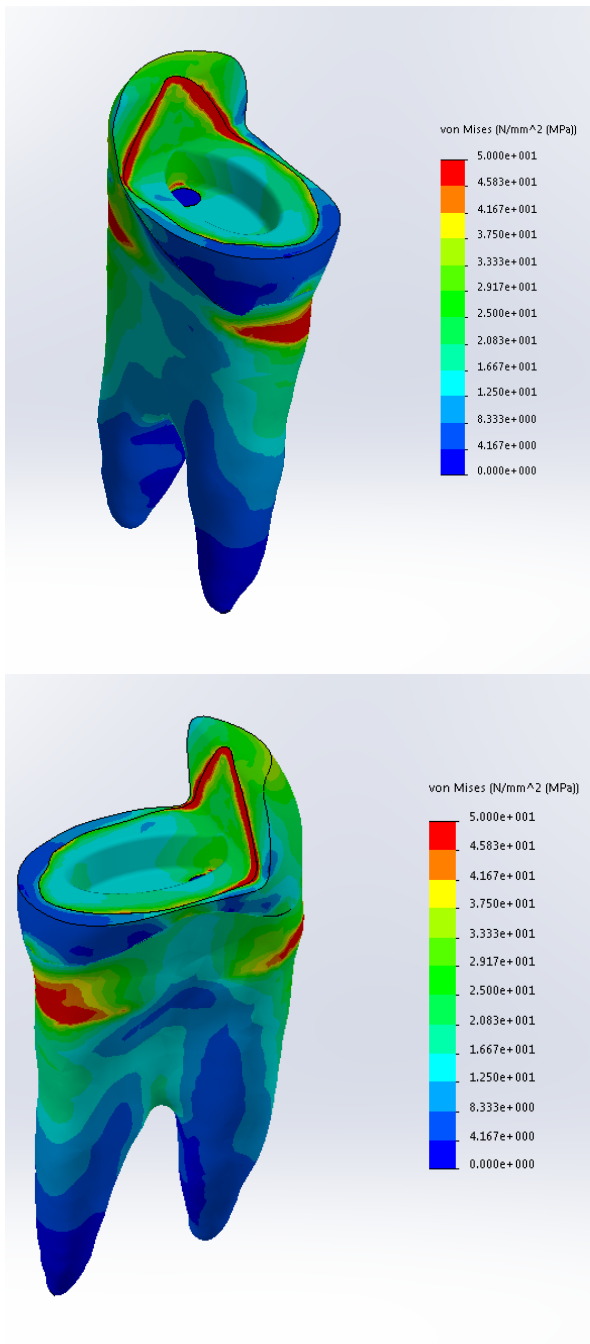 von Mises (N/mm^2 (MPa))
5.000e+001
4.583e+001
4.167e+001
3.750e+001
3.333e+001
2.917e+001
2.500e+001
2.083e+001
1.667e+001
1.250e+001
8.333e+000
4.167e+000
0.000e+000
von Mises (N/mm^2 (MPa))
5.000e+001
4.583e+001
4.167e+001
3.750e+001
3.333e+001
2.917e+001
2.500e+001
2.083e+001
1.667e+001
1.250e+001
8.333e+000
4.167e+000
0.000e+000